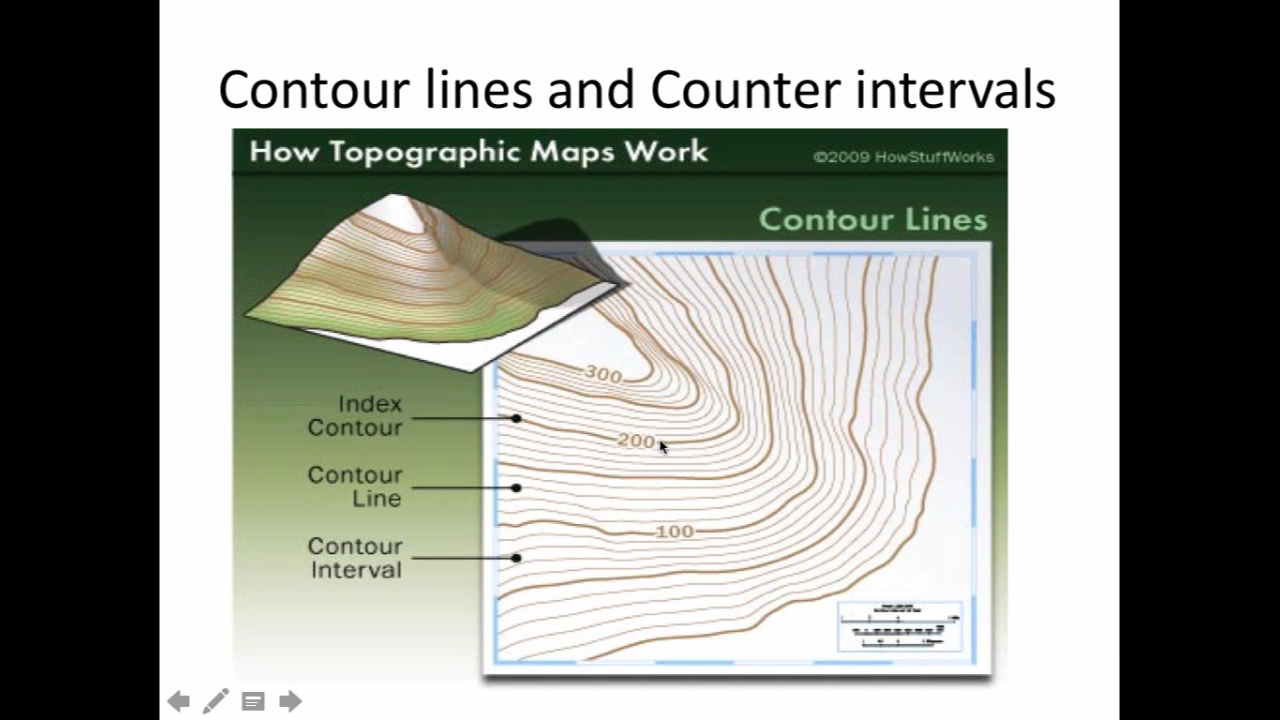 Contour lines and Counter intervals
How Topographic Maps Work
©2009 HowStuffWorks
Contour Lines
300
Index
Contour
200
Contour
Line
100
Contour
Interval